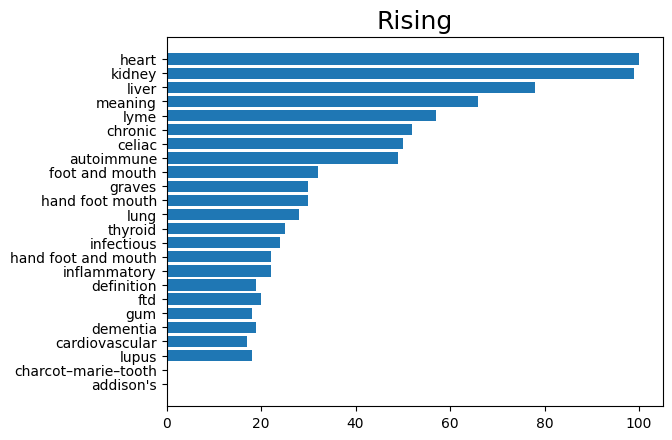 Rising
heart
kidney
liver
meaning
lyme
chronic
celiac
autoimmune
foot and mouth
graves
hand foot mouth
lung
thyroid
infectious
hand foot and mouth
inflammatory
definition
ftd
gum
dementia
cardiovascular
lupus
charcot–marie–tooth
addison's
0 20 40 60 80 100